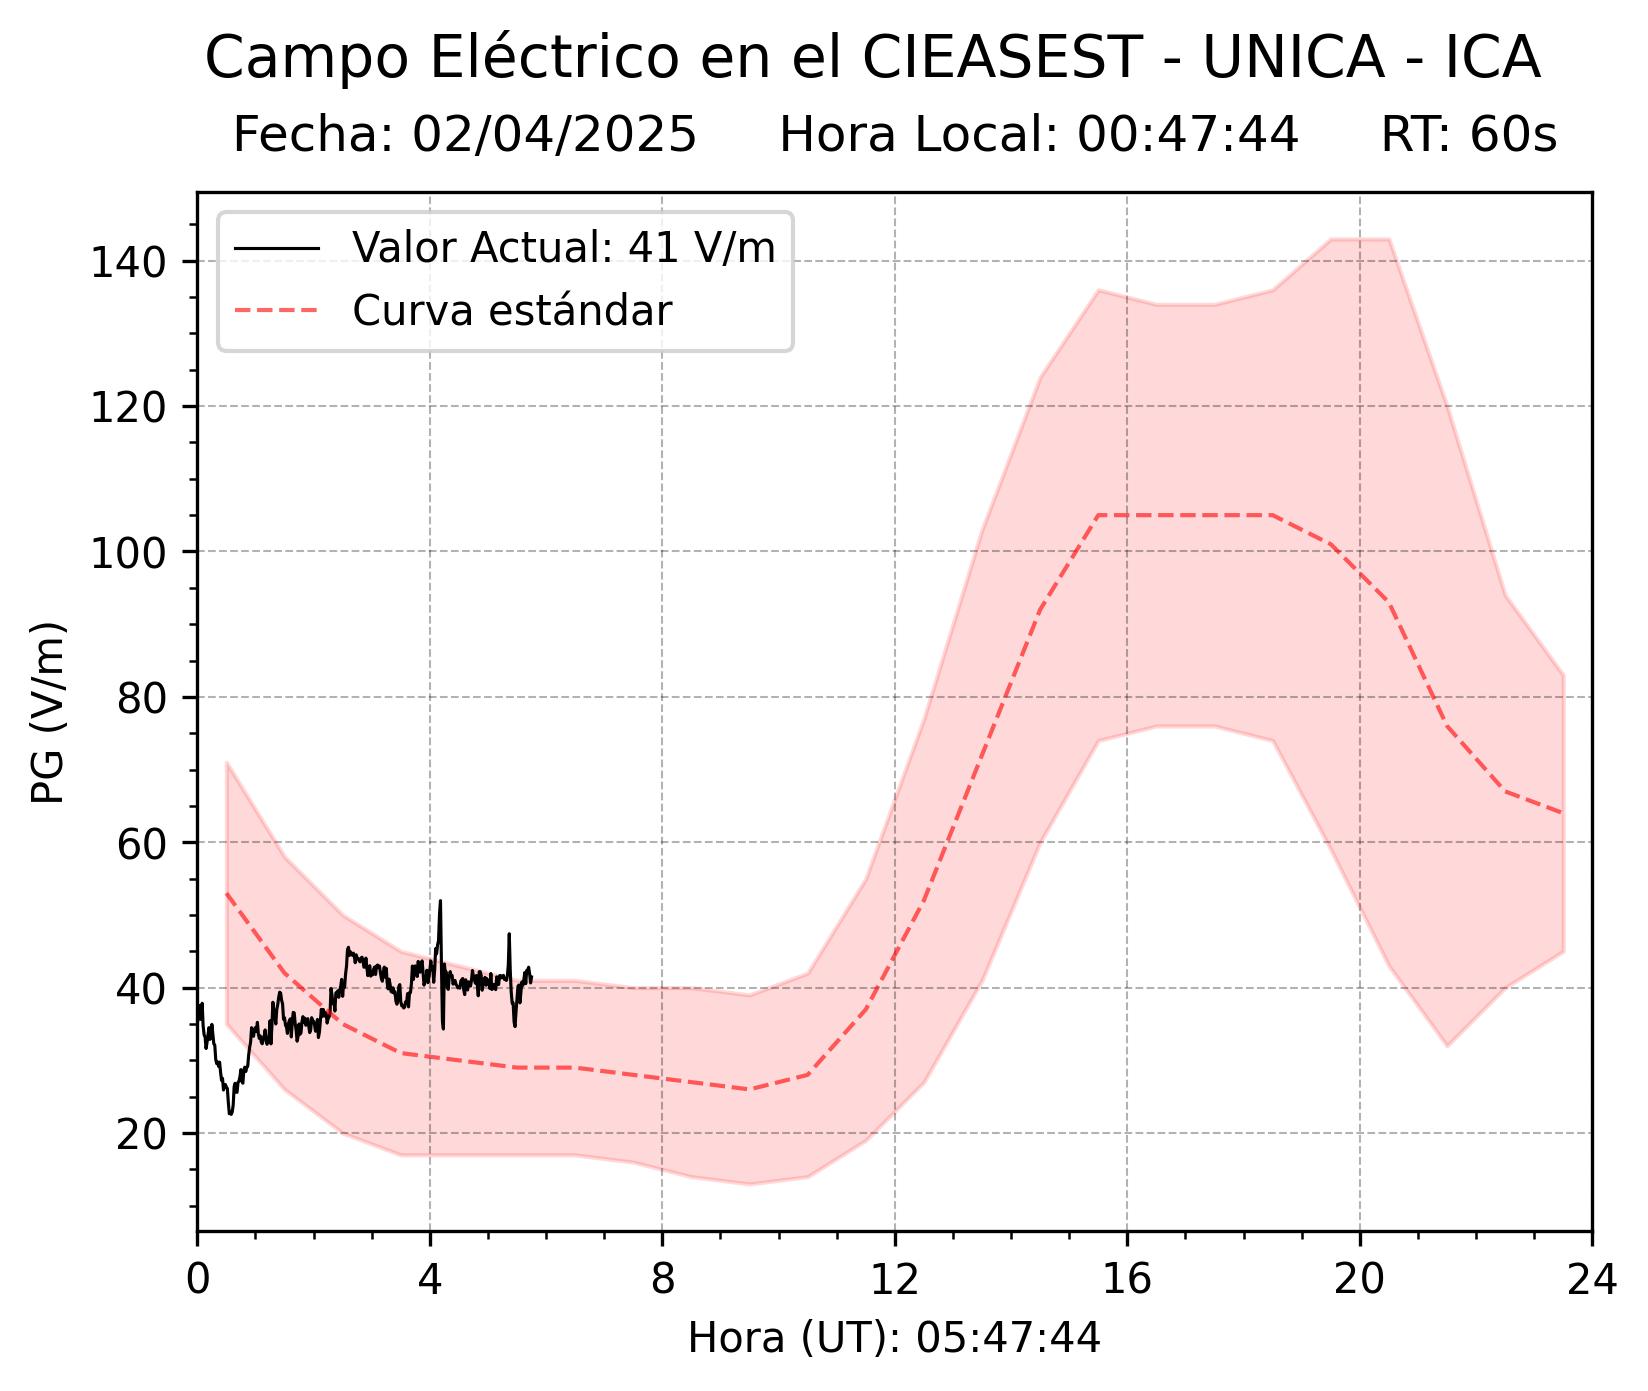 Campo Eléctrico en el CIEASEST - UNICA - ICA
Fecha: 02/04/2025 Hora Local: 00:47:44 RT: 60s
Valor Actual: 41 V/m
Curva estándar
140
120
100
80
60
40
20
PG (V/m)
0 4 8 12 16 20 24
Hora (UT): 05:47:44